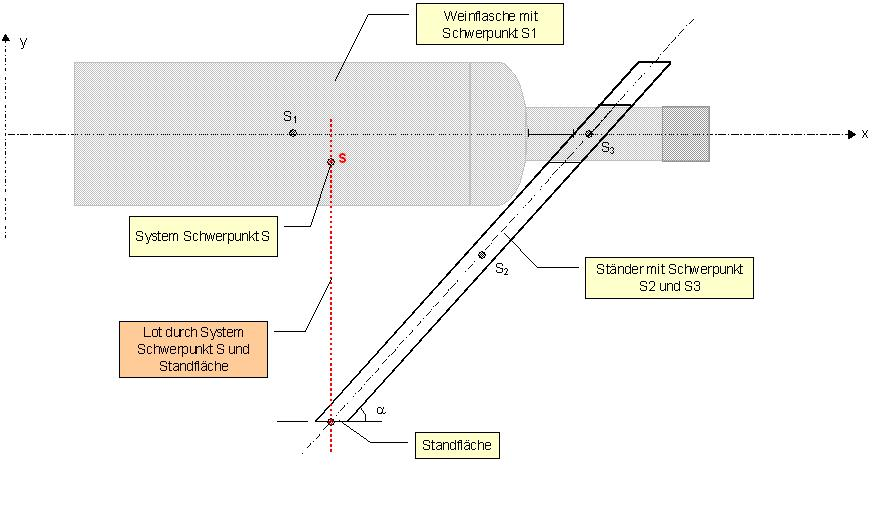 Weinflasche mit
Schwerpunkt S1
y
S1
x
S
S3
System Schwerpunkt S
S2
Ständer mit Schwerpunkt
S2 und S3
Lot durch System
Schwerpunkt S und
Standfläche
α
Standfläche